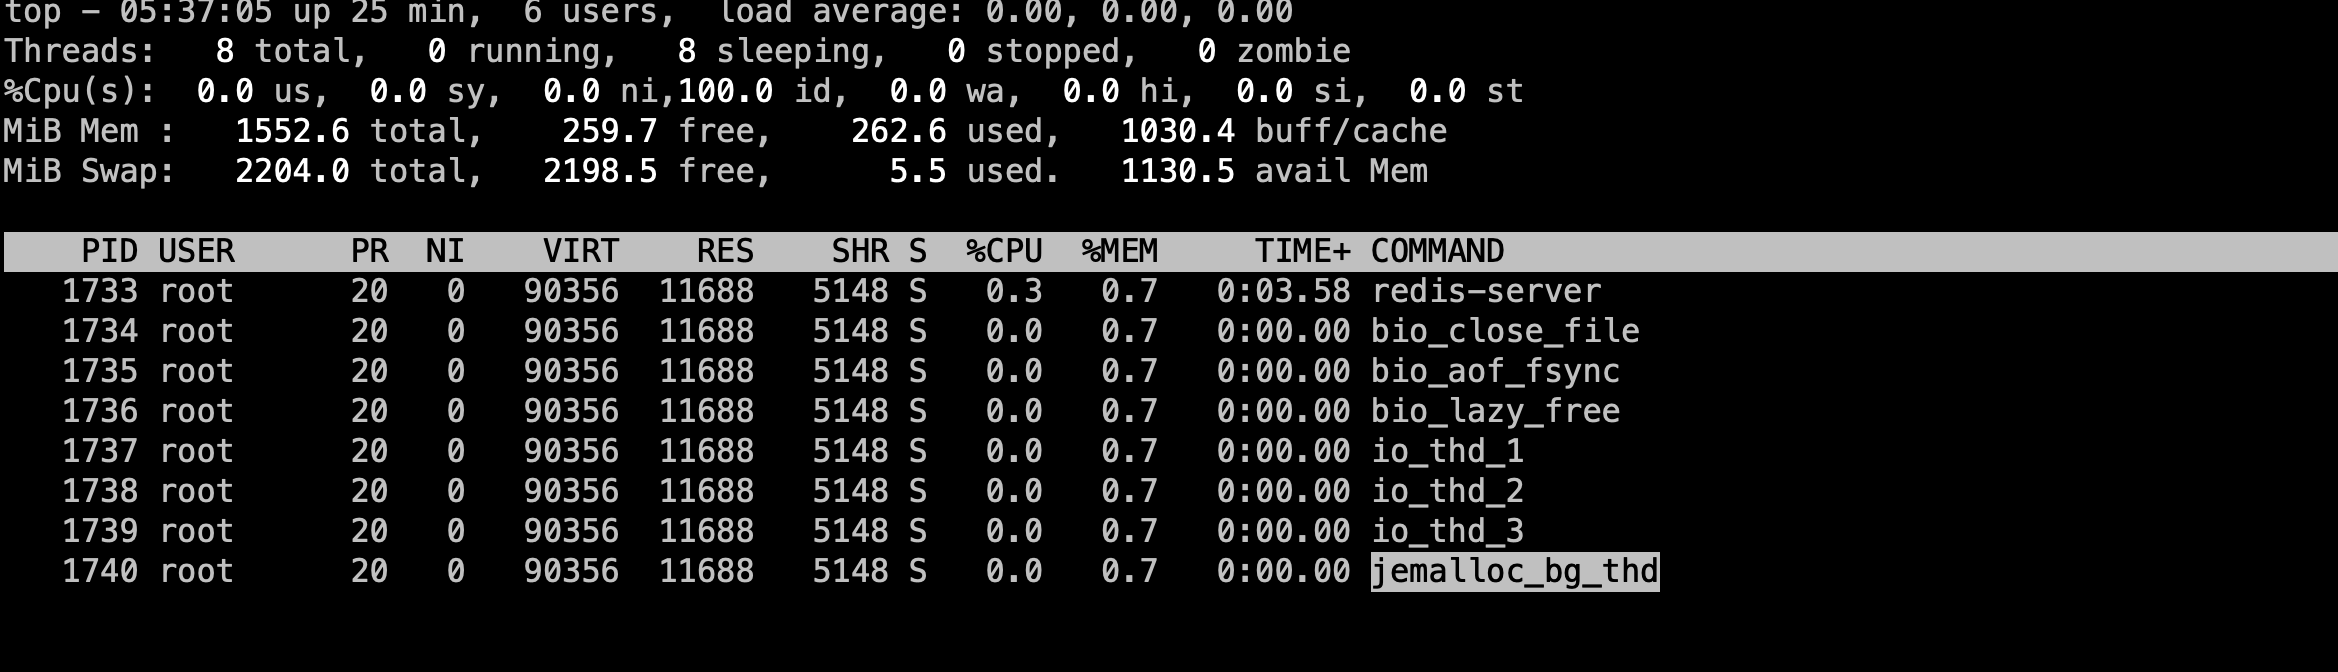 top - 05:37:05 up 25 min,  6 users,  load average: 0.00, 0.00, 0.00
Threads:   8 total,   0 running,   8 sleeping,   0 stopped,   0 zombie
%Cpu(s):  0.0 us,  0.0 sy,  0.0 ni,100.0 id,  0.0 wa,  0.0 hi,  0.0 si,  0.0 st
MiB Mem :   1552.6 total,    259.7 free,    262.6 used,   1030.4 buff/cache
MiB Swap:   2204.0 total,   2198.5 free,      5.5 used.   1130.5 avail Mem
    PID USER      PR  NI    VIRT    RES    SHR S  %CPU  %MEM     TIME+ COMMAND
   1733 root      20   0   90356  11688   5148 S   0.3   0.7   0:03.58 redis-server
   1734 root      20   0   90356  11688   5148 S   0.0   0.7   0:00.00 bio_close_file
   1735 root      20   0   90356  11688   5148 S   0.0   0.7   0:00.00 bio_aof_fsync
   1736 root      20   0   90356  11688   5148 S   0.0   0.7   0:00.00 bio_lazy_free
   1737 root      20   0   90356  11688   5148 S   0.0   0.7   0:00.00 io_thd_1
   1738 root      20   0   90356  11688   5148 S   0.0   0.7   0:00.00 io_thd_2
   1739 root      20   0   90356  11688   5148 S   0.0   0.7   0:00.00 io_thd_3
   1740 root      20   0   90356  11688   5148 S   0.0   0.7   0:00.00 jemalloc_bg_thd